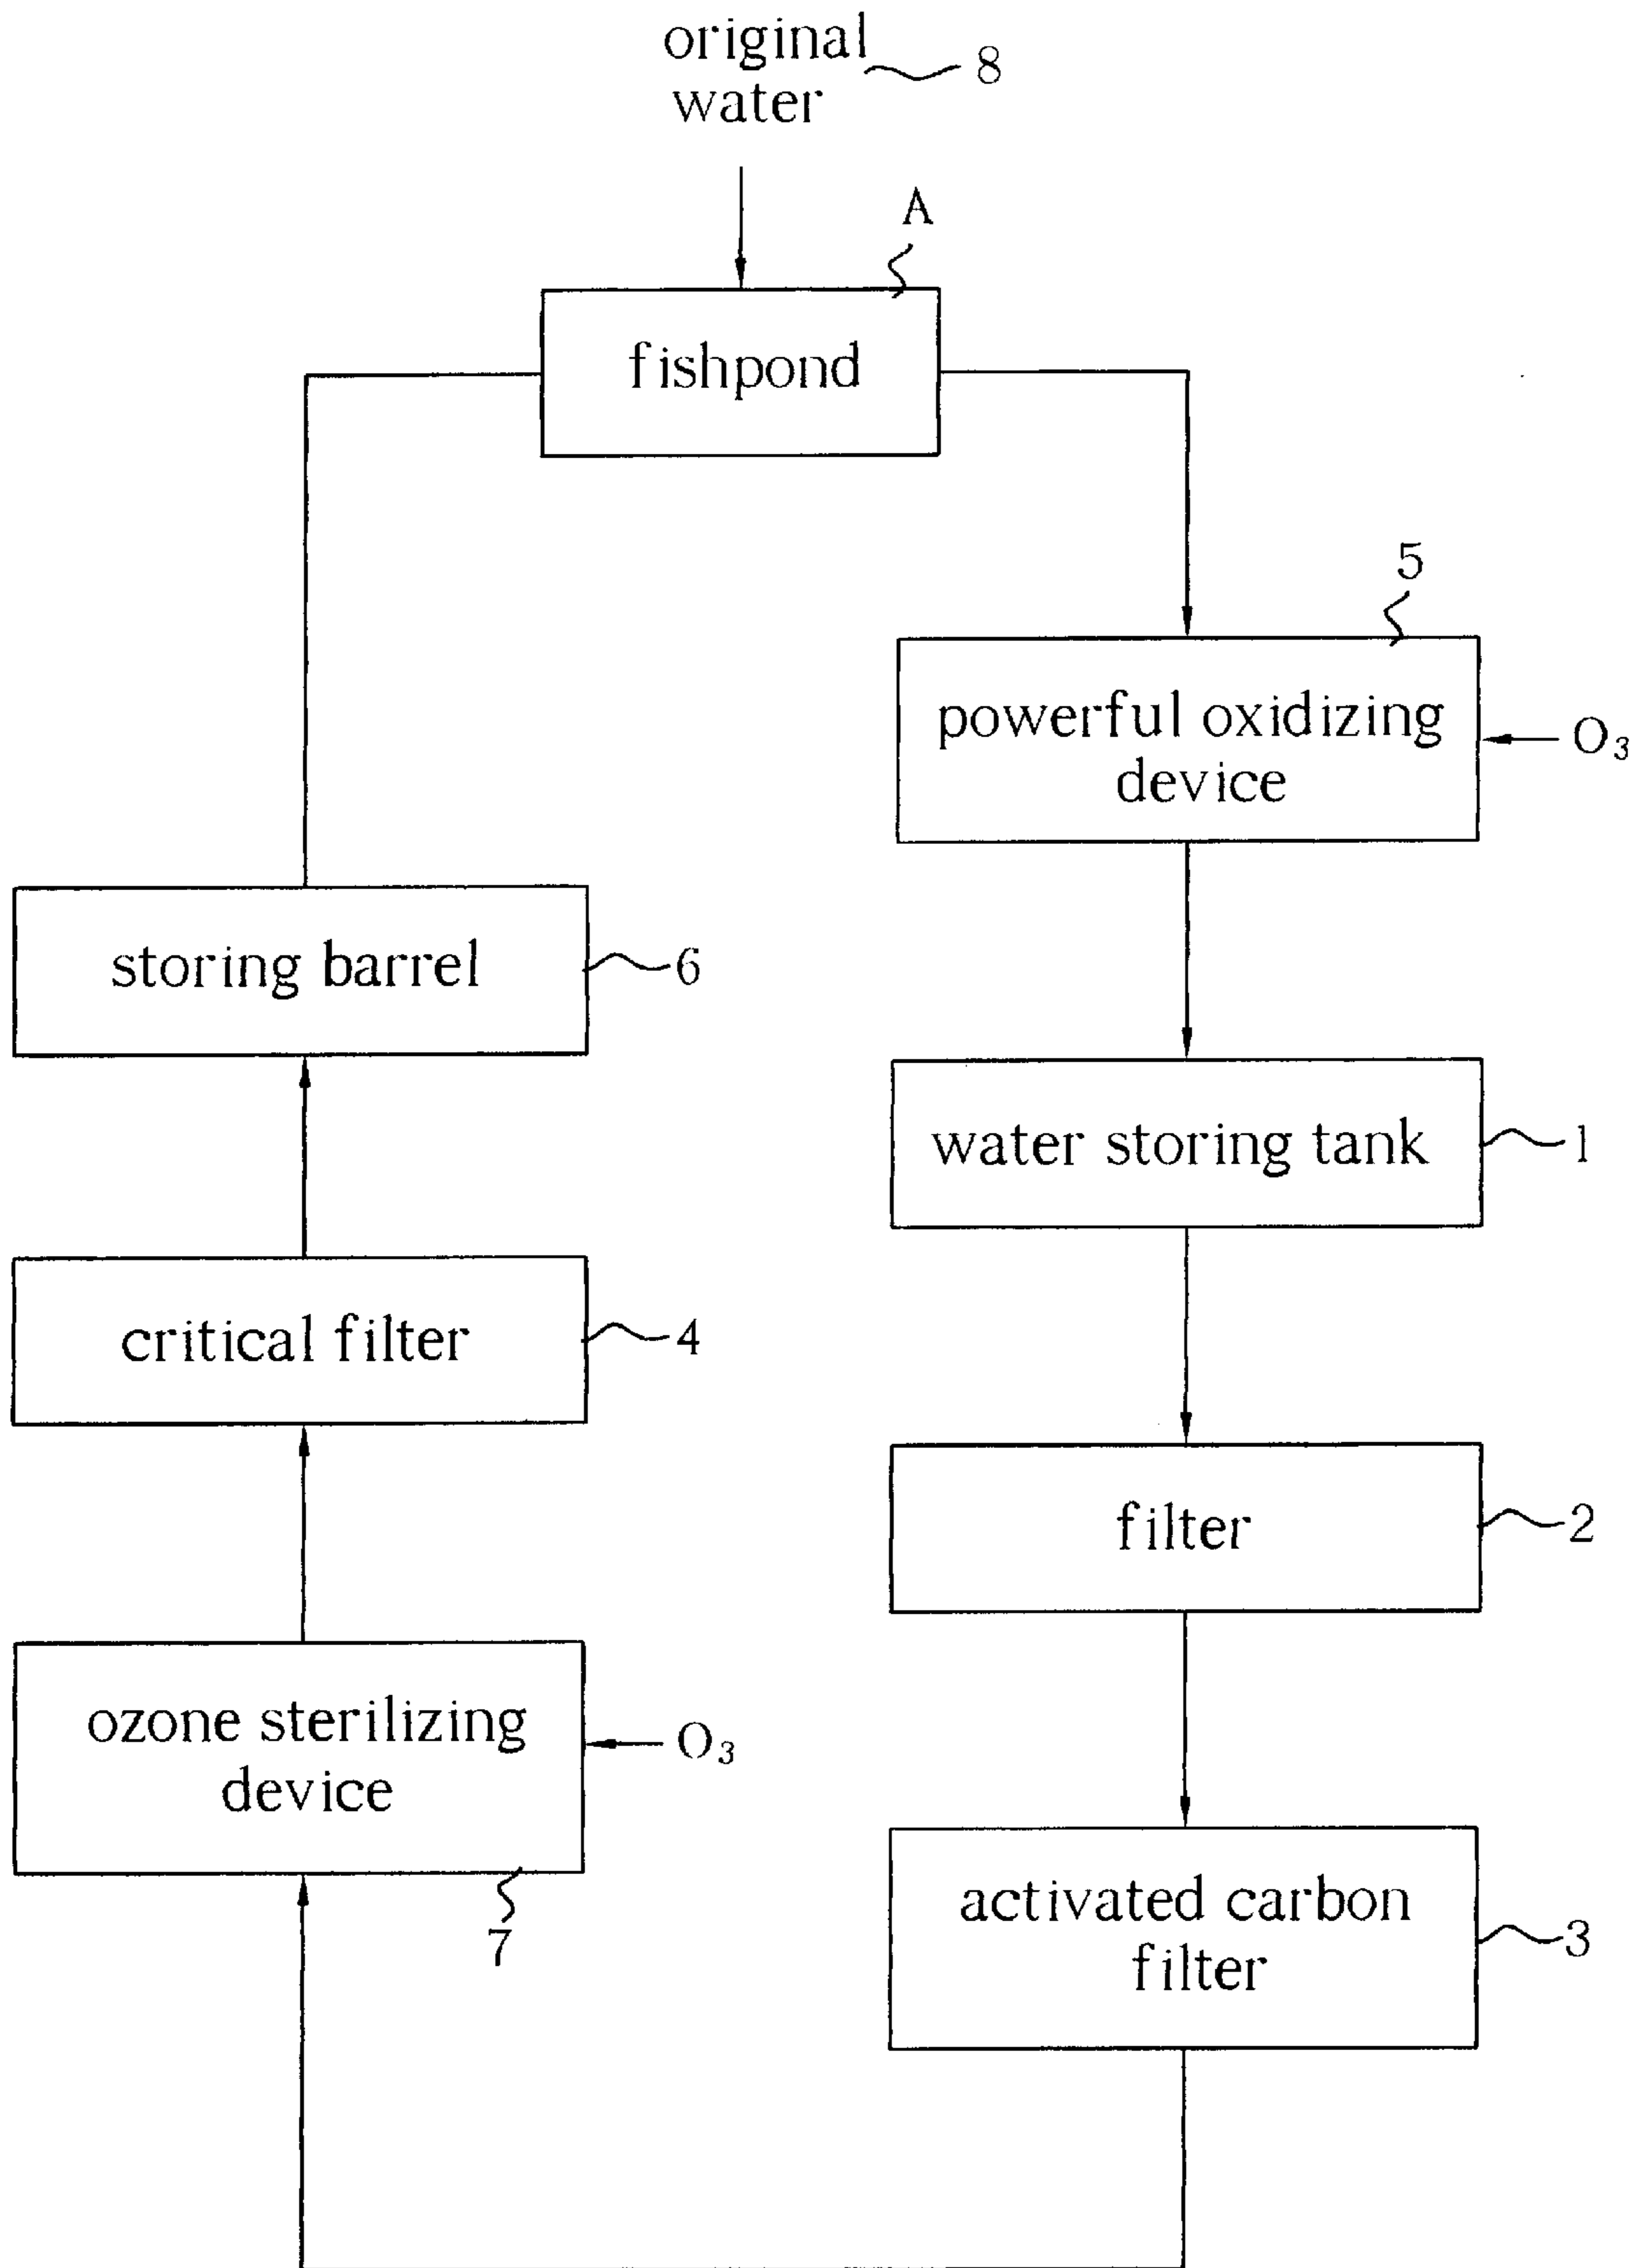 original
water
8
A
fishpond
5
powerful oxidizing
device
O₃
storing barrel
6
water storing tank
1
critical filter
4
filter
2
ozone sterilizing
device
O₃
7
activated carbon
filter
3